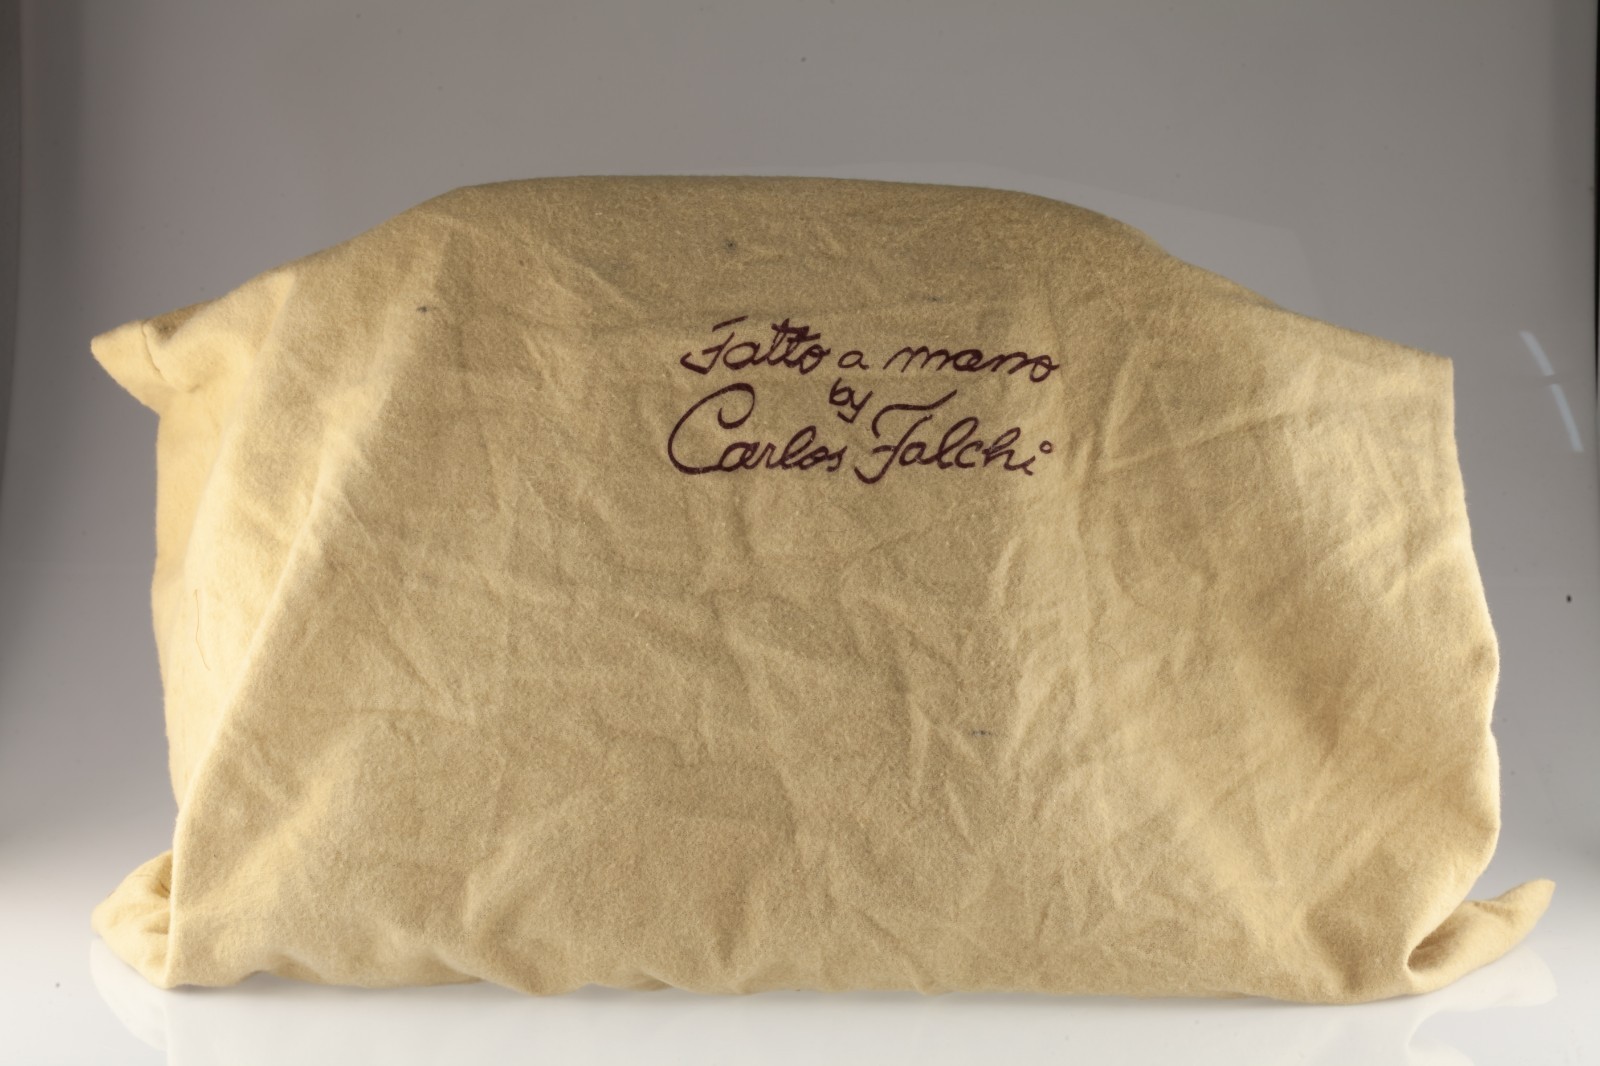 Fatto a mano
by
Carlos Falchi